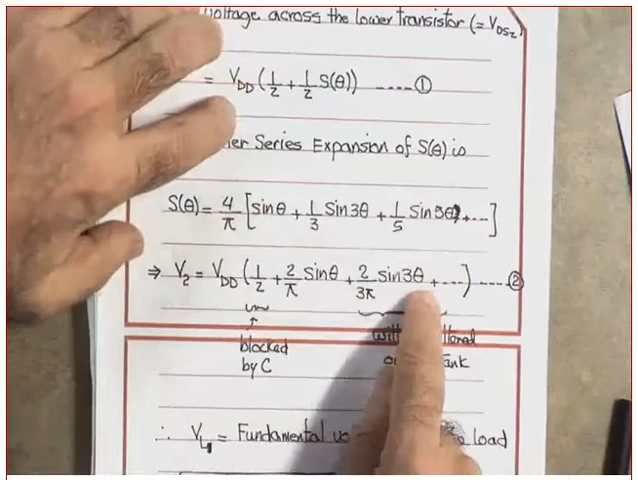 voltage across the lower transistor (= V_DS2)
= V_DD (1/2 + 1/2 S(θ)) ----- ①
Series Expansion of S(θ) is
S(θ) = 4/π [sinθ + 1/3 sin3θ + 1/5 sin5θ + ....]
⇒ V_2 = V_DD (1/2 + 2/π sinθ + 2/3π sin3θ + ....) ----- ②
blocked
by C
∴ V_L1 = Fundamental load